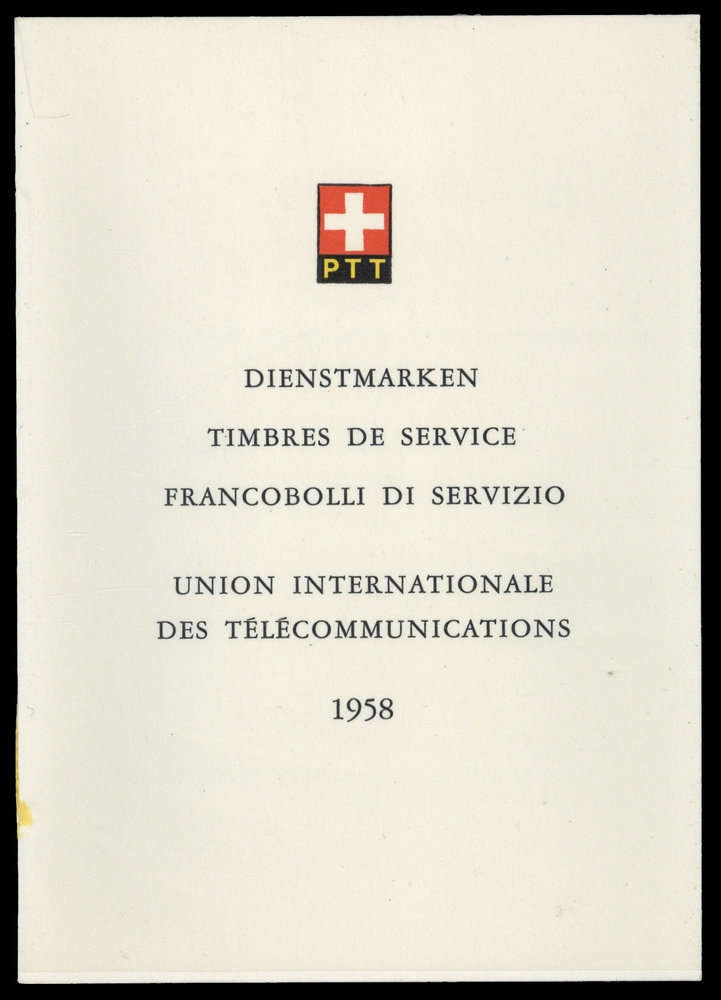 PTT
DIENSTMARKEN
TIMBRES DE SERVICE
FRANCOBOLLI DI SERVIZIO
UNION INTERNATIONALE
DES TÉLÉCOMMUNICATIONS
1958